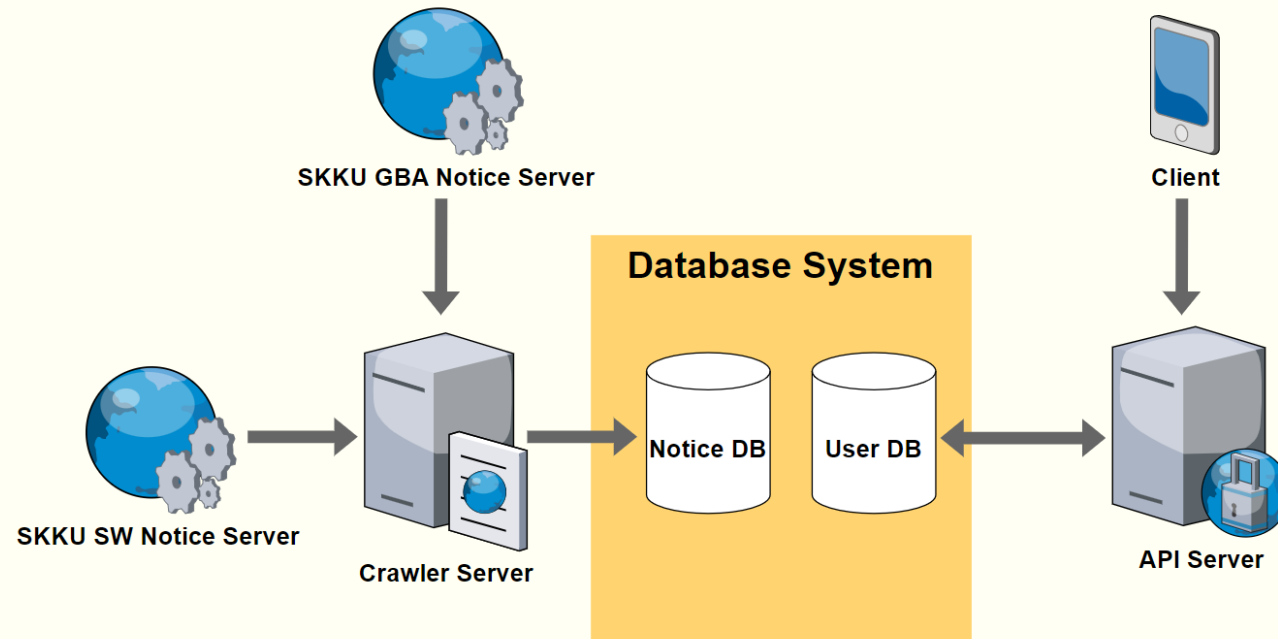 SKKU GBA Notice Server
Client
Database System
Notice DB
User DB
SKKU SW Notice Server
Crawler Server
API Server